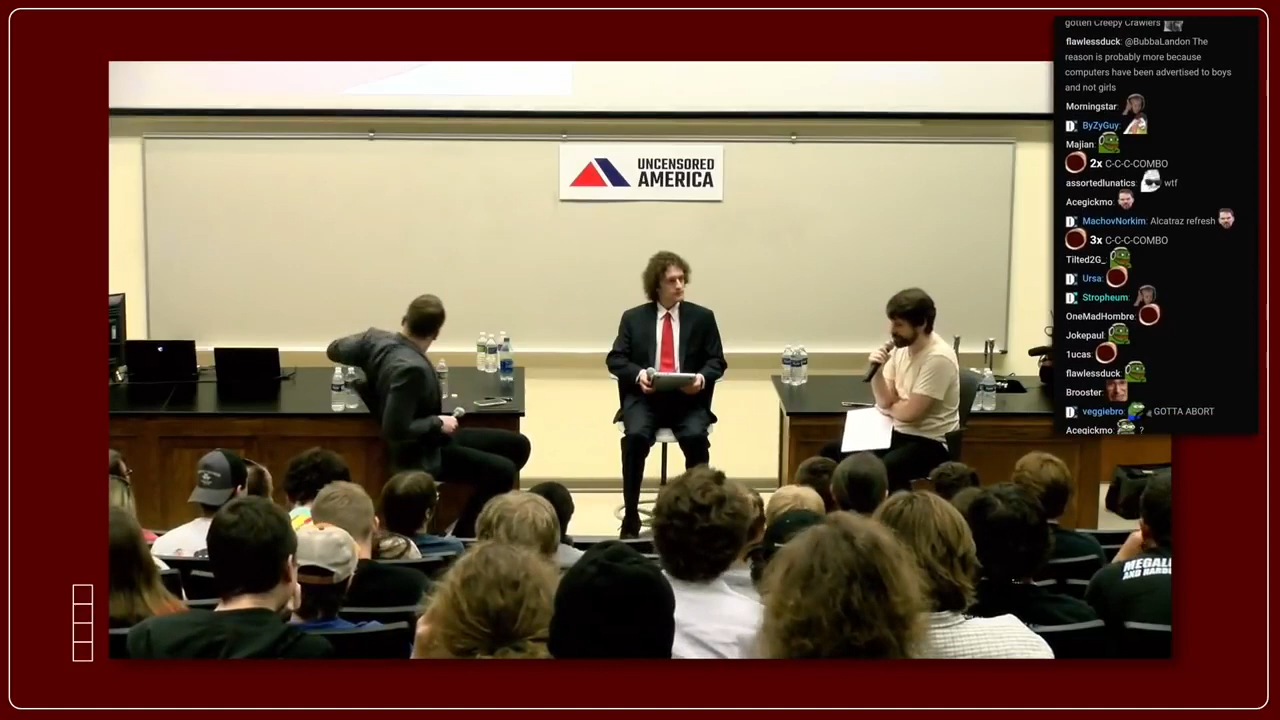 UNCENSORED
AMERICA
gotten Creepy Crawlers
flawlessduck: @BubbaLandon The
reason is probably more because
computers have been advertised to boys
and not girls
Morningstar:
ByZyGuy:
Majian:
2x C-C-C-COMBO
assortedlunatics: wtf
Acegickmo:
MachovNorkim: Alcatraz refresh
3x C-C-C-COMBO
Tilted2G_:
Ursa:
Stropheum:
OneMadHombre:
Jokepaul:
1ucas:
flawlessduck:
Brooster:
veggiebro: GOTTA ABORT
Acegickmo: ?
AND HARD